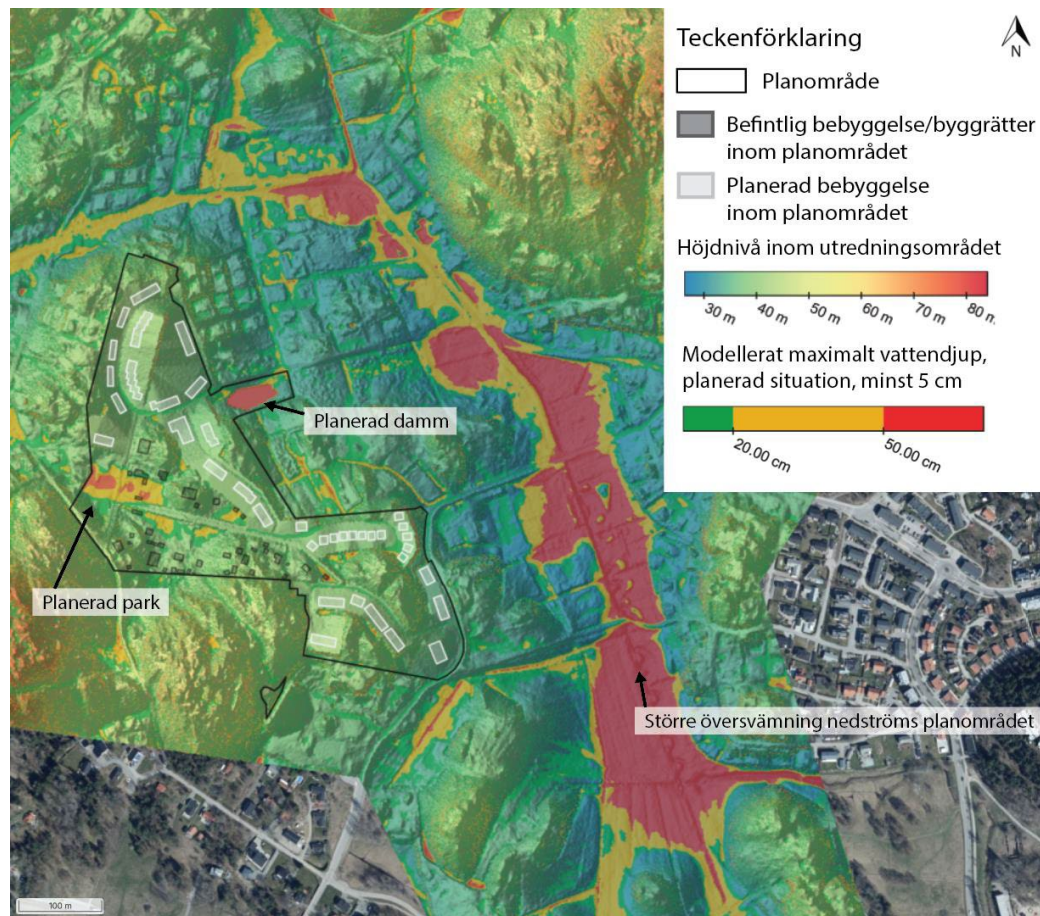 Teckenförklaring
N
Planområde
Befintlig bebyggelse/byggrätter
inom planområdet
Planerad bebyggelse
inom planområdet
Höjdnivå inom utredningsområdet
30 m 40 m 50 m 60 m 70 m 80 m
Modellerat maximalt vattendjup,
planerad situation, minst 5 cm
20.00 cm 50.00 cm
Planerad damm
Planerad park
Större översvämning nedströms planområdet
100 m